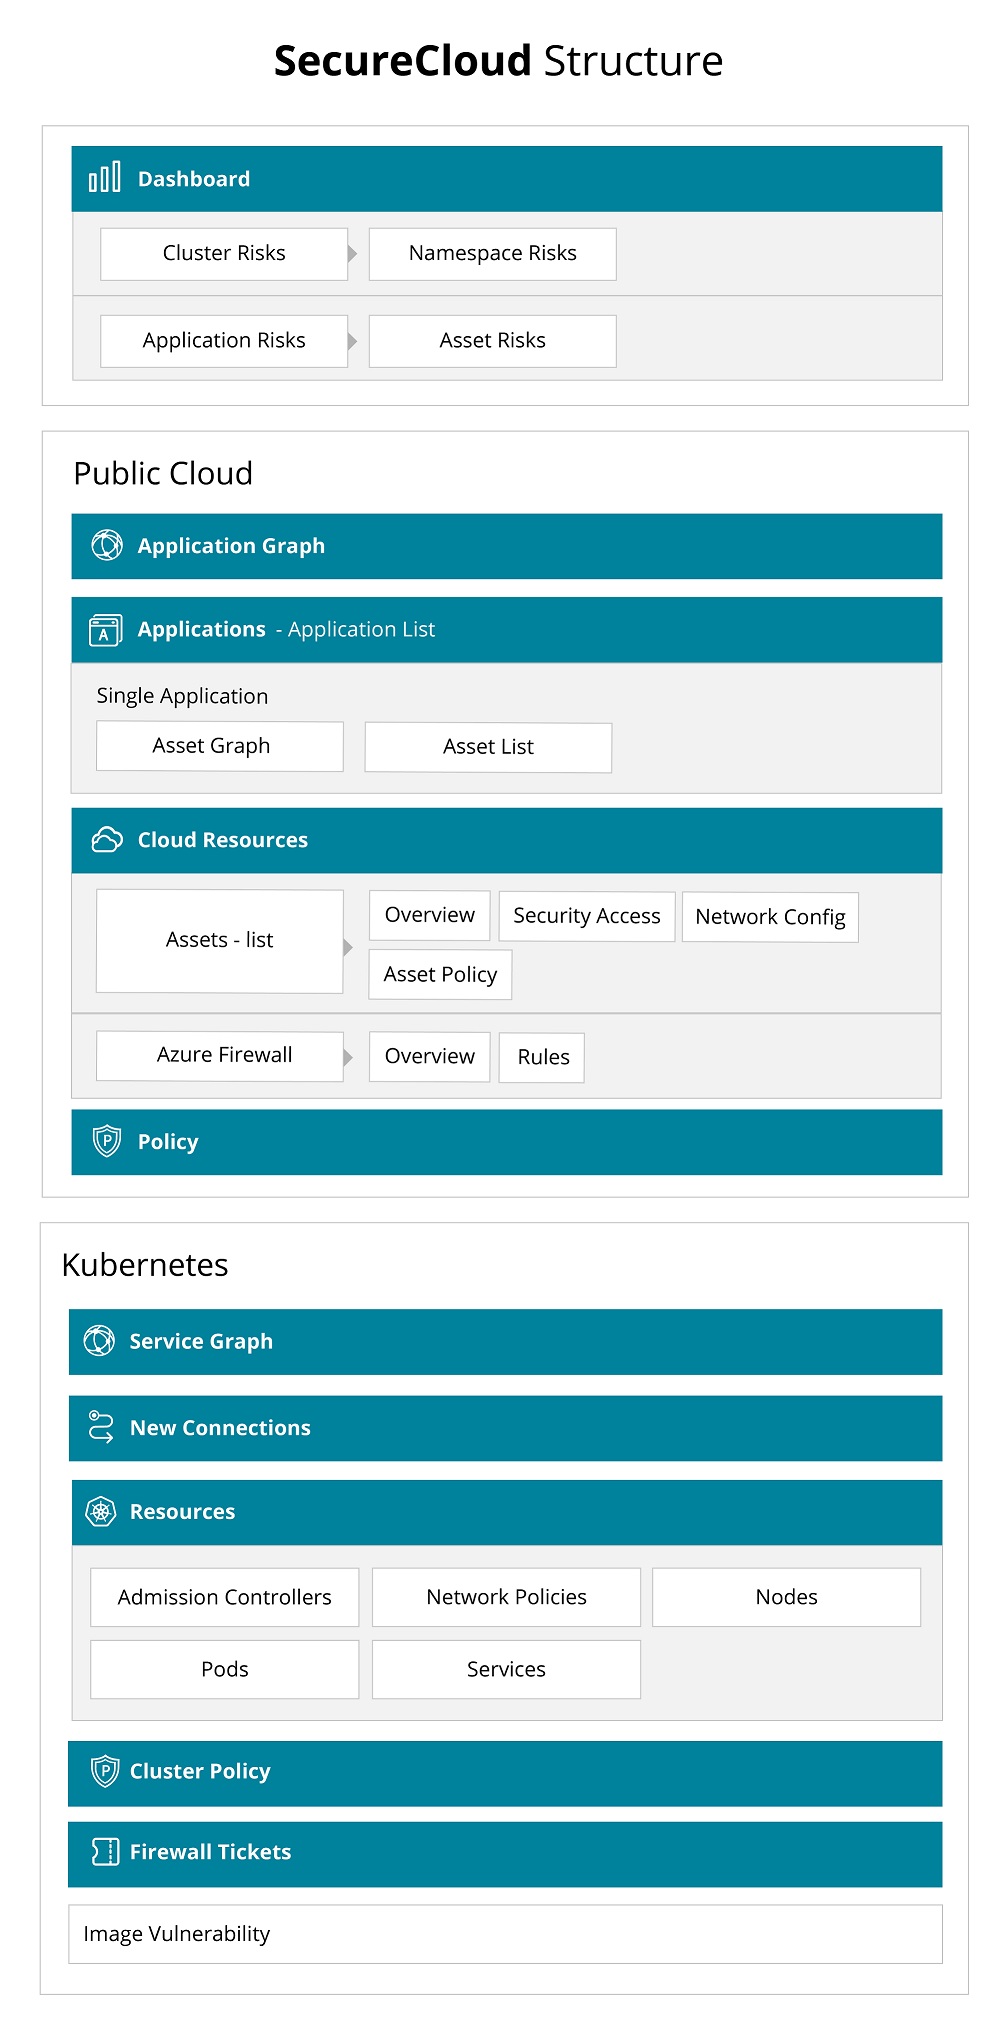 SecureCloud Structure
Dashboard
Cluster Risks
Namespace Risks
Application Risks
Asset Risks
Public Cloud
Application Graph
A
Applications - Application List
Single Application
Asset Graph
Asset List
Cloud Resources
Assets - list
Overview
Security Access
Network Config
Asset Policy
Azure Firewall
Overview
Rules
P
Policy
Kubernetes
Service Graph
New Connections
Resources
Admission Controllers
Network Policies
Nodes
Pods
Services
P
Cluster Policy
Firewall Tickets
Image Vulnerability